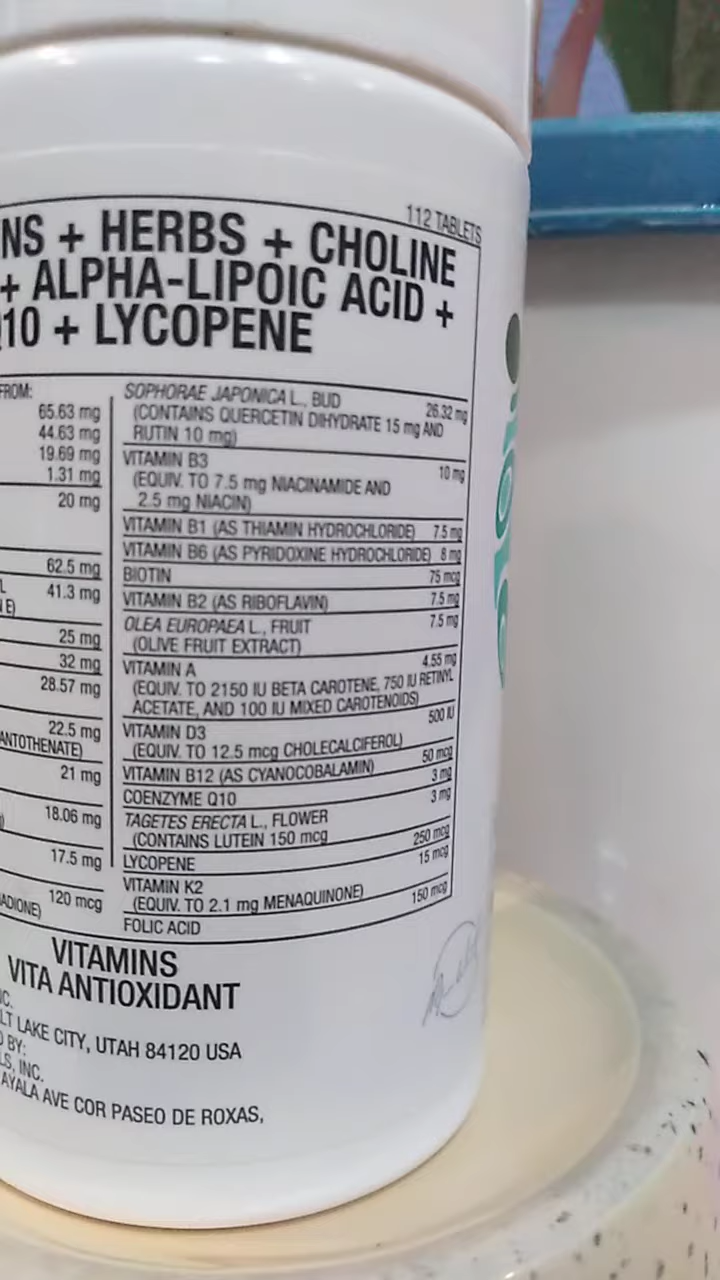 112 TABLETS
NS + HERBS + CHOLINE
+ ALPHA-LIPOIC ACID +
10 + LYCOPENE
FROM:
65.63 mg
44.63 mg
19.69 mg
1.31 mg
20 mg
62.5 mg
L 41.3 mg
E)
25 mg
32 mg
28.57 mg
22.5 mg
ANTOTHENATE)
21 mg
18.06 mg
17.5 mg
120 mcg
ADIONE)
SOPHORAE JAPONICA L., BUD 26.32 mg
(CONTAINS QUERCETIN DIHYDRATE 15 mg AND
RUTIN 10 mg)
VITAMIN B3 10 mg
(EQUIV. TO 7.5 mg NIACINAMIDE AND
2.5 mg NIACIN)
VITAMIN B1 (AS THIAMIN HYDROCHLORIDE) 7.5 mg
VITAMIN B6 (AS PYRIDOXINE HYDROCHLORIDE) 8 mg
BIOTIN 75 mcg
VITAMIN B2 (AS RIBOFLAVIN) 7.5 mg
OLEA EUROPAEA L., FRUIT 7.5 mg
(OLIVE FRUIT EXTRACT)
VITAMIN A 4.55 mg
(EQUIV. TO 2150 IU BETA CAROTENE, 750 IU RETINYL
ACETATE, AND 100 IU MIXED CAROTENOIDS)
VITAMIN D3 500 IU
(EQUIV. TO 12.5 mcg CHOLECALCIFEROL)
VITAMIN B12 (AS CYANOCOBALAMIN) 50 mcg
COENZYME Q10 3 mg
TAGETES ERECTA L., FLOWER 3 mg
(CONTAINS LUTEIN 150 mcg
LYCOPENE 250 mcg
VITAMIN K2 15 mcg
(EQUIV. TO 2.1 mg MENAQUINONE)
FOLIC ACID 150 mcg
VITAMINS
VITA ANTIOXIDANT
C.
LT LAKE CITY, UTAH 84120 USA
BY:
LS, INC.
AYALA AVE COR PASEO DE ROXAS,